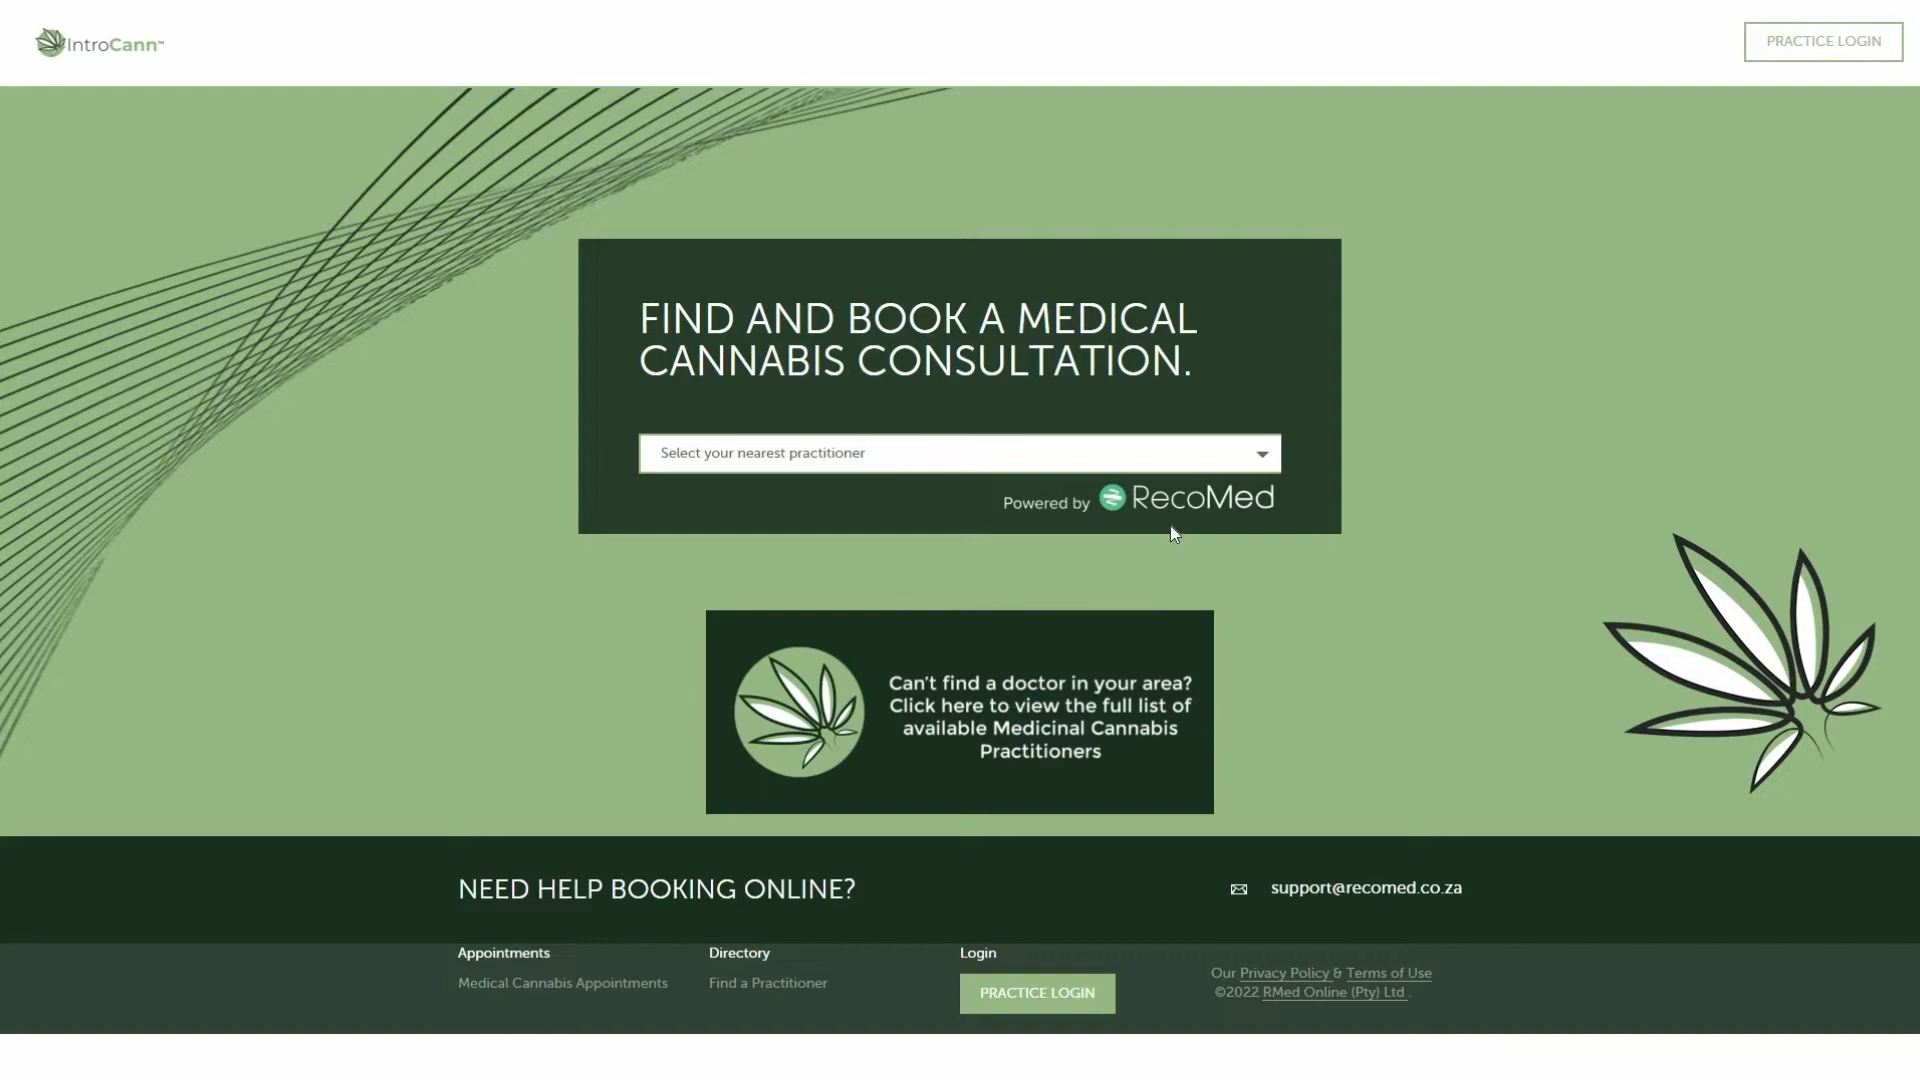 IntroCann™
PRACTICE LOGIN
FIND AND BOOK A MEDICAL
CANNABIS CONSULTATION.
Select your nearest practitioner
Powered by RecoMed
Can't find a doctor in your area?
Click here to view the full list of
available Medicinal Cannabis
Practitioners
NEED HELP BOOKING ONLINE?
support@recomed.co.za
Appointments
Medical Cannabis Appointments
Directory
Find a Practitioner
Login
PRACTICE LOGIN
Our Privacy Policy & Terms of Use
©2022 RMed Online (Pty) Ltd .